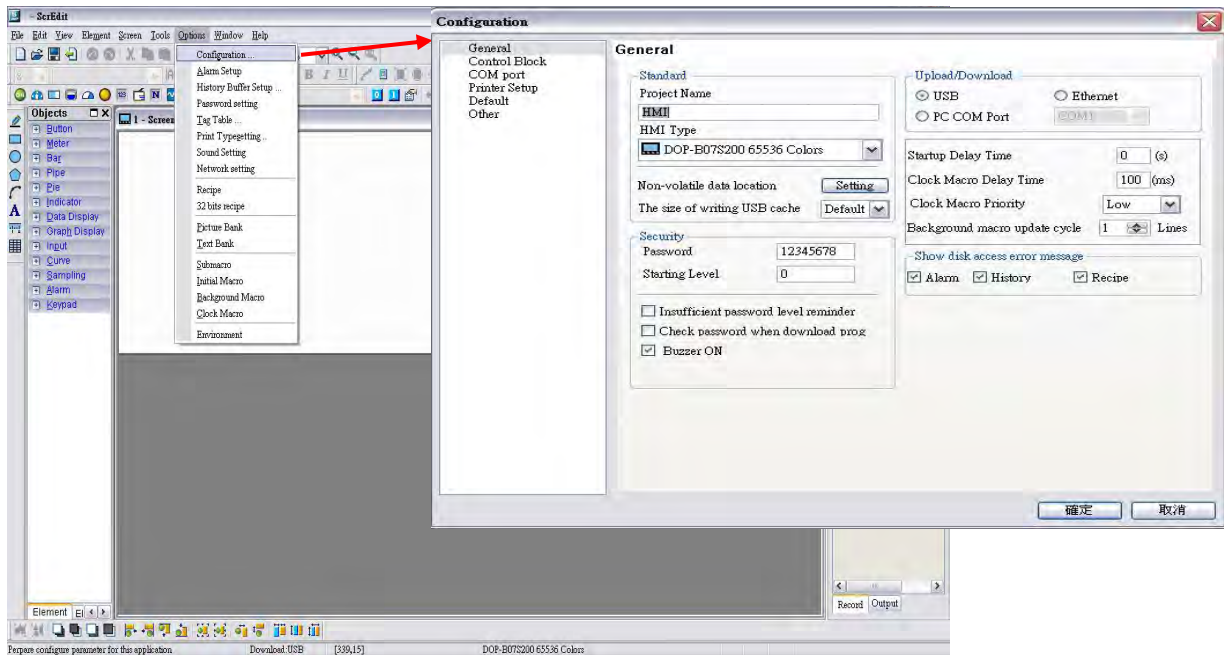 - ScrEdit
File Edit View Element Screen Tools Options Window Help
Configuration ...
Alarm Setup
History Buffer Setup ...
Password setting
Tag Table ...
Print Typesetting ..
Sound Setting
Network setting
Recipe
32 bits recipe
Picture Bank
Text Bank
Submacro
Initial Macro
Background Macro
Clock Macro
Environment
Objects
Button
Meter
Bar
Pipe
Pie
Indicator
Data Display
Graph Display
Input
Curve
Sampling
Alarm
Keypad
1 - Screen
Element El
Record Output
Perpare configure parameter for this application Download:USB [339,15] DOP-B07S200 65536 Colors
Configuration
General
Control Block
COM port
Printer Setup
Default
Other
General
Standard
Project Name
HMI
HMI Type
DOP-B07S200 65536 Colors
Non-volatile data location Setting
The size of writing USB cache Default
Security
Password 12345678
Starting Level 0
Insufficient password level reminder
Check password when download prog
Buzzer ON
Upload/Download
USB Ethernet
PC COM Port COM1
Startup Delay Time 0 (s)
Clock Macro Delay Time 100 (ms)
Clock Macro Priority Low
Background macro update cycle 1 Lines
Show disk access error message
Alarm History Recipe
確定 取消